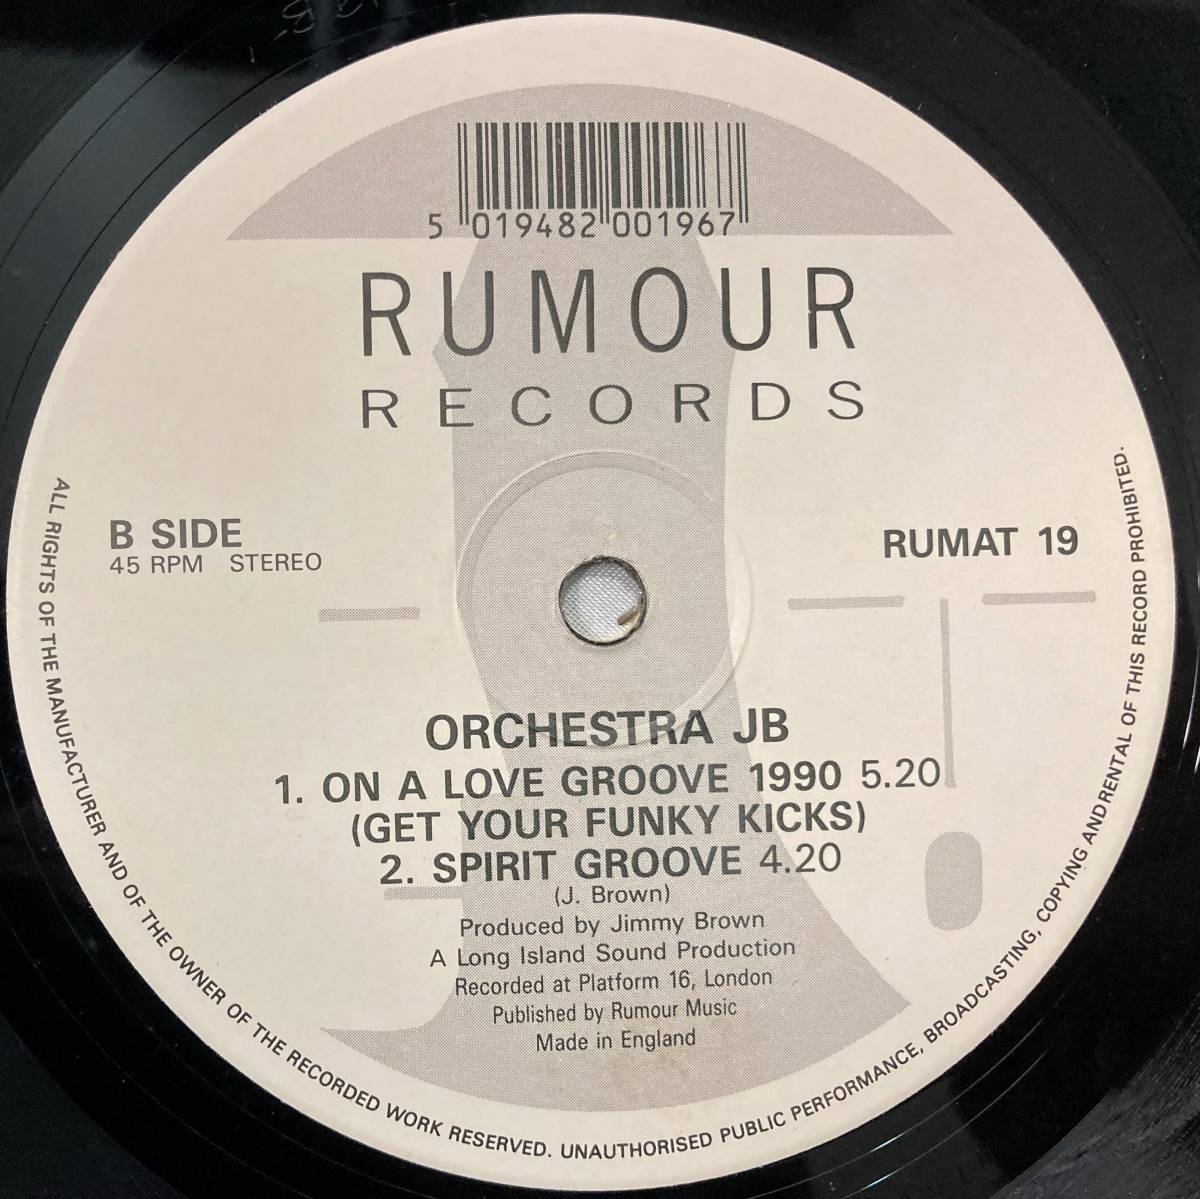 5 019482 001967
RUMOUR
RECORDS
B SIDE
45 RPM STEREO
RUMAT 19
ORCHESTRA JB
1. ON A LOVE GROOVE 1990 5.20
(GET YOUR FUNKY KICKS)
2. SPIRIT GROOVE 4.20
(J. Brown)
Produced by Jimmy Brown
A Long Island Sound Production
Recorded at Platform 16, London
Published by Rumour Music
Made in England
ALL RIGHTS OF THE MANUFACTURER AND OF THE OWNER OF THE RECORDED WORK RESERVED. UNAUTHORISED PUBLIC PERFORMANCE, BROADCASTING, COPYING ANDRENTAL OF THIS RECORD PROHIBITED.